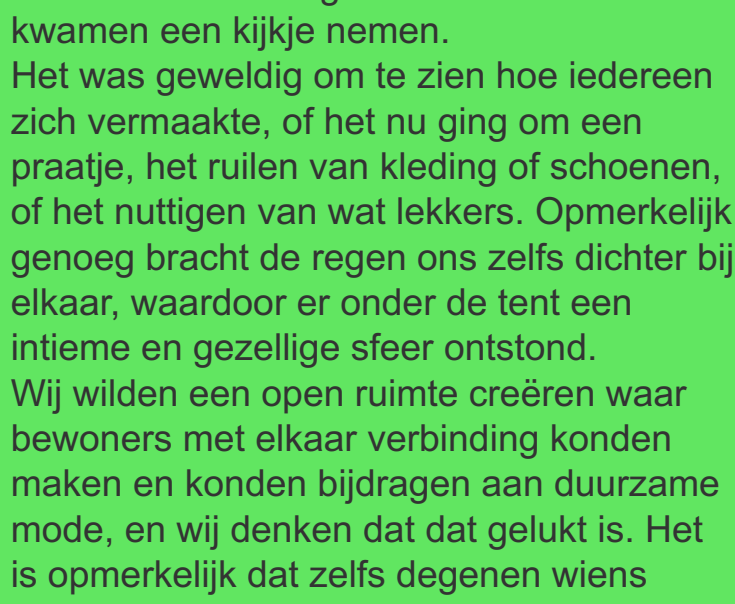 kwamen een kijkje nemen.
Het was geweldig om te zien hoe iedereen
zich vermaakte, of het nu ging om een
praatje, het ruilen van kleding of schoenen,
of het nuttigen van wat lekkers. Opmerkelijk
genoeg bracht de regen ons zelfs dichter bij
elkaar, waardoor er onder de tent een
intieme en gezellige sfeer ontstond.
Wij wilden een open ruimte creëren waar
bewoners met elkaar verbinding konden
maken en konden bijdragen aan duurzame
mode, en wij denken dat dat gelukt is. Het
is opmerkelijk dat zelfs degenen wiens